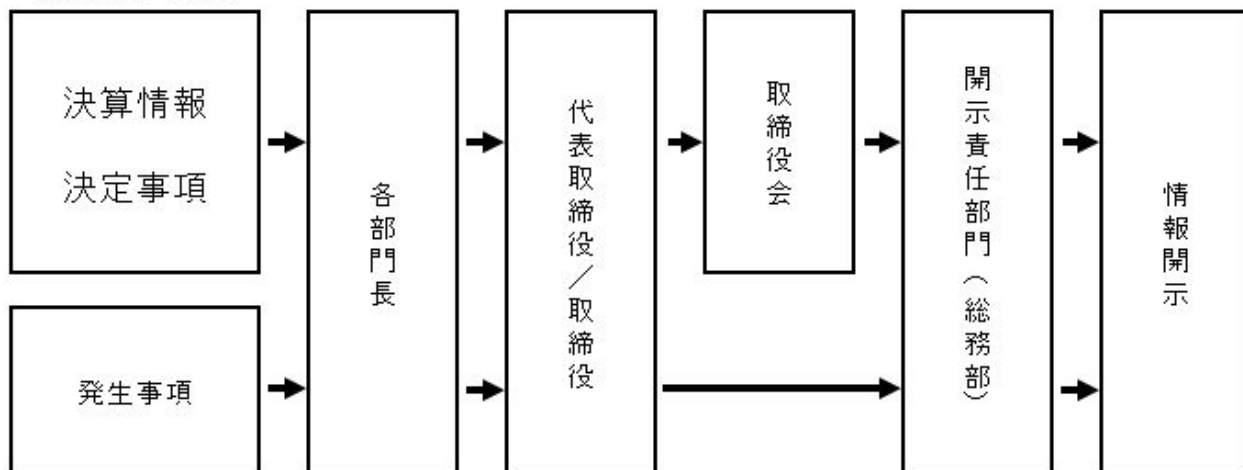 決算情報
決定事項
発生事項
各部門長
代表取締役／取締役
取締役会
開示責任部門（総務部）
情報開示